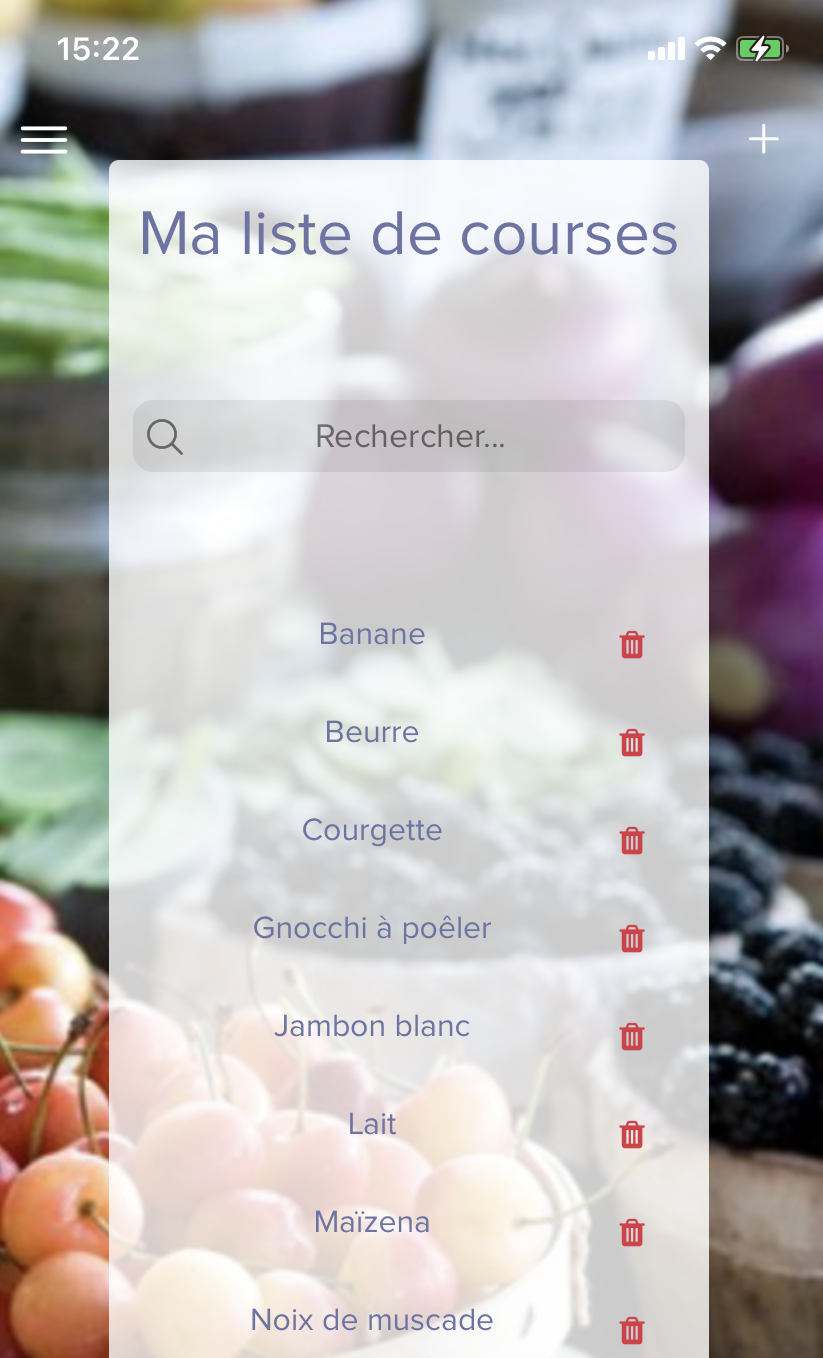 15:22
Ma liste de courses
Rechercher...
Banane
Beurre
Courgette
Gnocchi à poêler
Jambon blanc
Lait
Maïzena
Noix de muscade